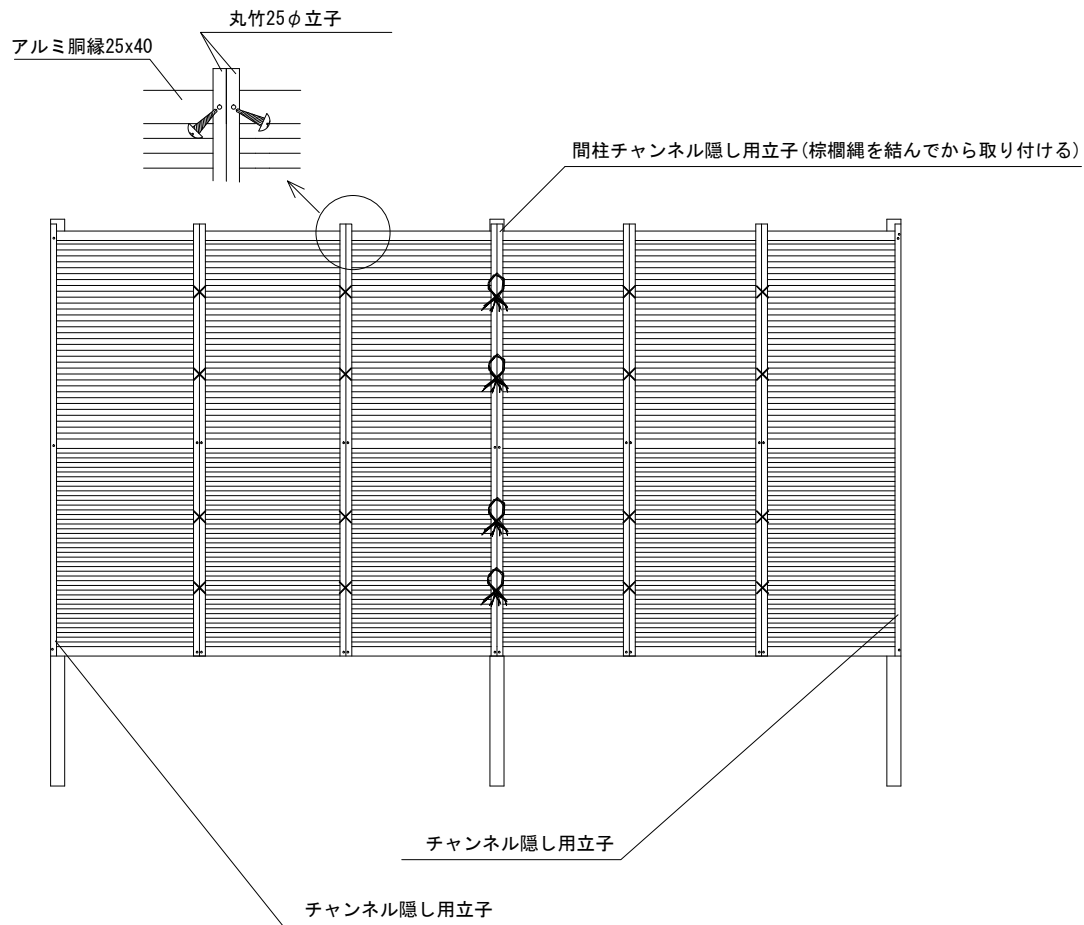 丸竹25φ立子
アルミ胴縁25x40
間柱チャンネル隠し用立子(棕櫚縄を結んでから取り付ける)
チャンネル隠し用立子
チャンネル隠し用立子